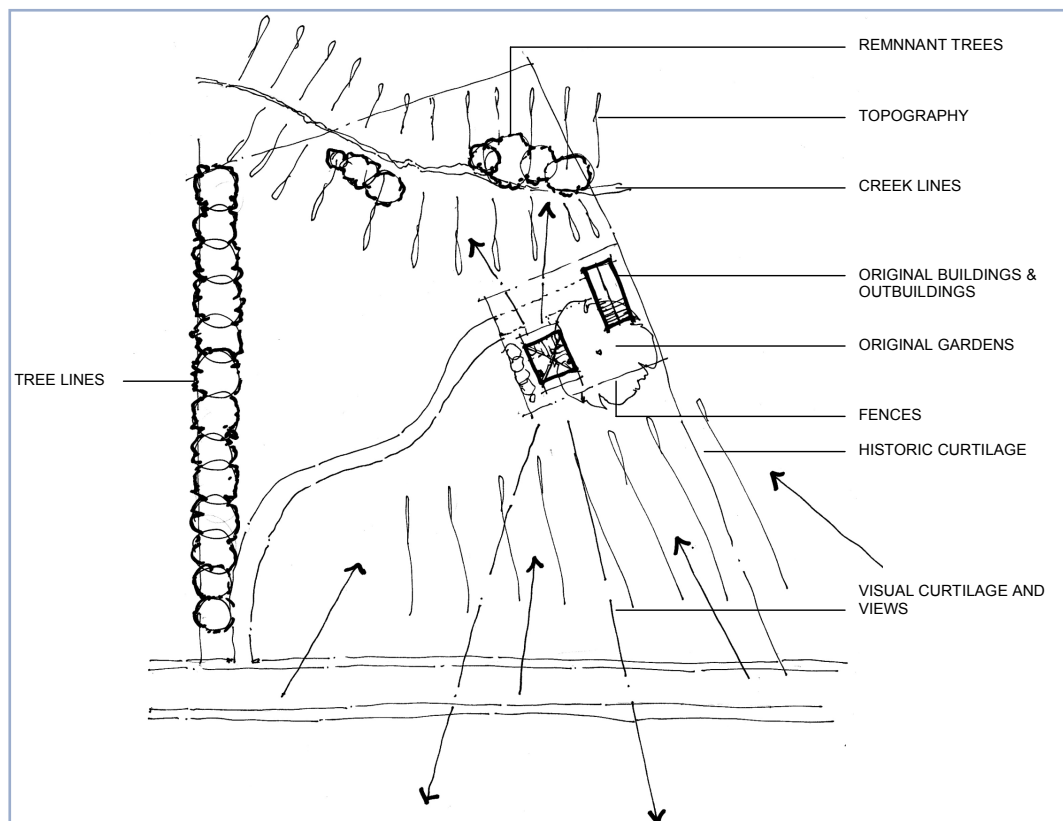 REMNNANT TREES
TOPOGRAPHY
CREEK LINES
ORIGINAL BUILDINGS &
OUTBUILDINGS
ORIGINAL GARDENS
TREE LINES
FENCES
HISTORIC CURTILAGE
VISUAL CURTILAGE AND
VIEWS